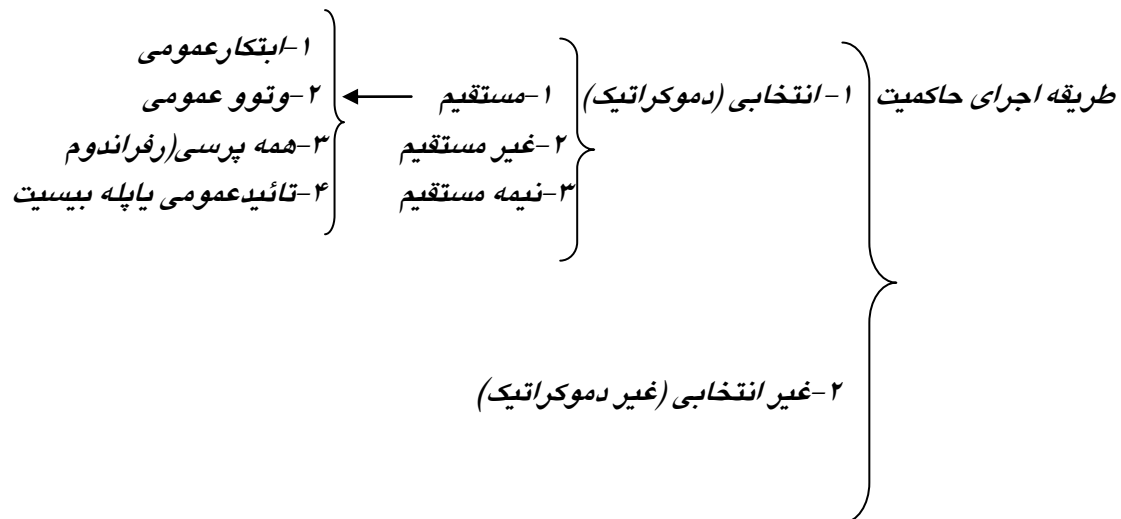 طریقه اجرای حاکمیت
۱- انتخابی (دموکراتیک)
۱-مستقیم
۲-غیر مستقیم
۳-نیمه مستقیم
۱-ابتکارعمومی
۲-وتوو عمومی
۳-همه پرسی(رفراندوم
۴-تائیدعمومی یاپله بیسیت
۲-غیر انتخابی (غیر دموکراتیک)